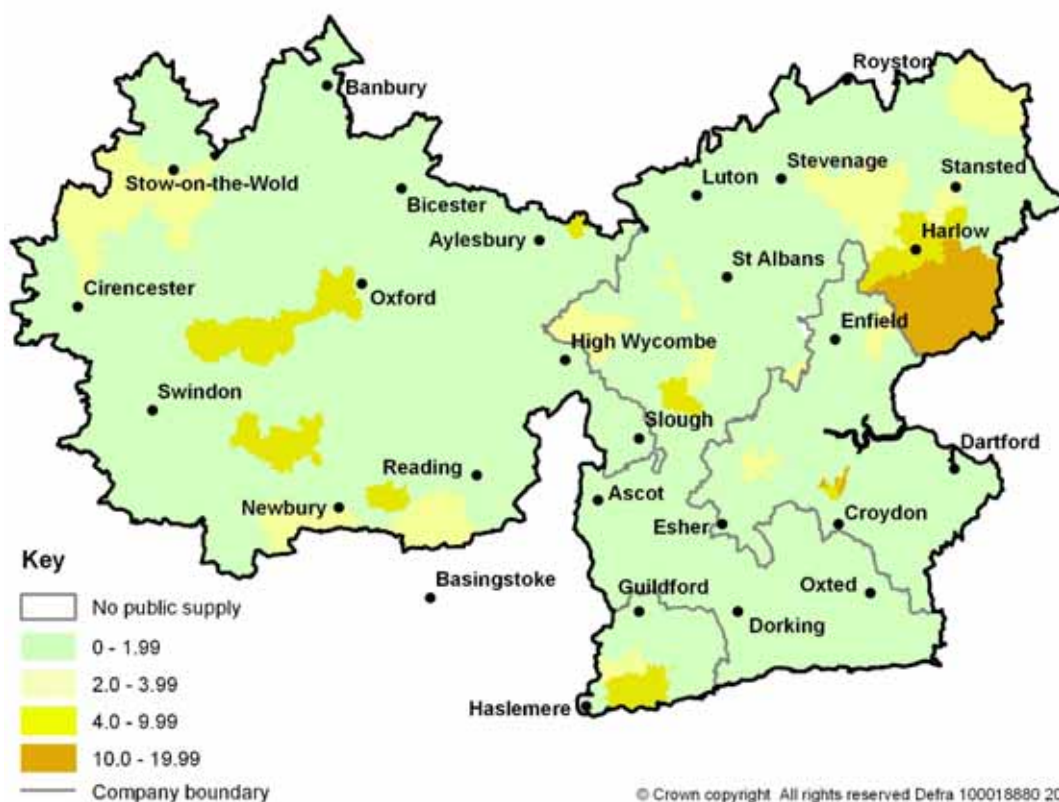 Royston
Banbury
Stow-on-the-Wold
Stevenage
Stansted
Luton
Bicester
Aylesbury
Harlow
St Albans
Cirencester
Oxford
Enfield
High Wycombe
Swindon
Slough
Dartford
Reading
Ascot
Newbury
Esher
Croydon
Key
Basingstoke
Guildford
Oxted
No public supply
Dorking
0 - 1.99
2.0 - 3.99
4.0 - 9.99
Haslemere
10.0 - 19.99
Company boundary
© Crown copyright All rights reserved Defra 100018880 20